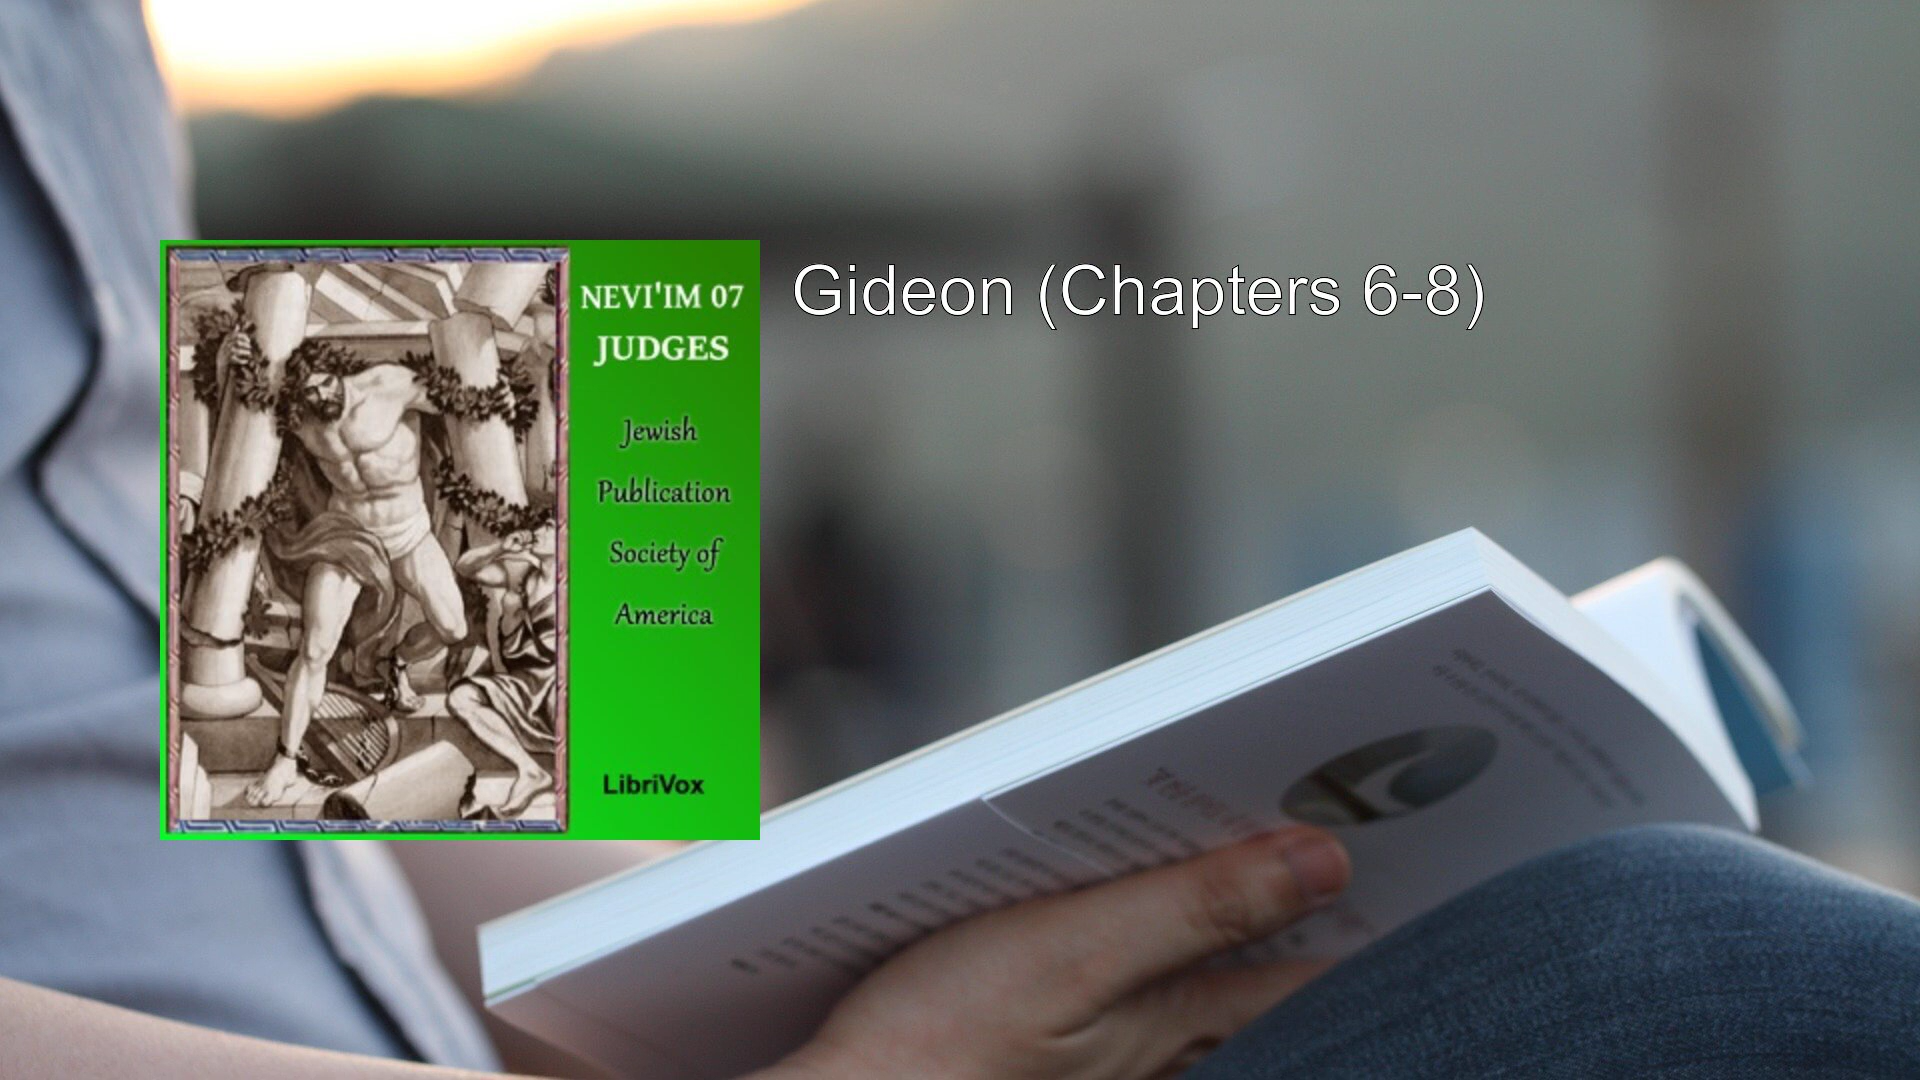 NEVI'IM 07
JUDGES
Jewish
Publication
Society of
America
LibriVox
Gideon (Chapters 6-8)